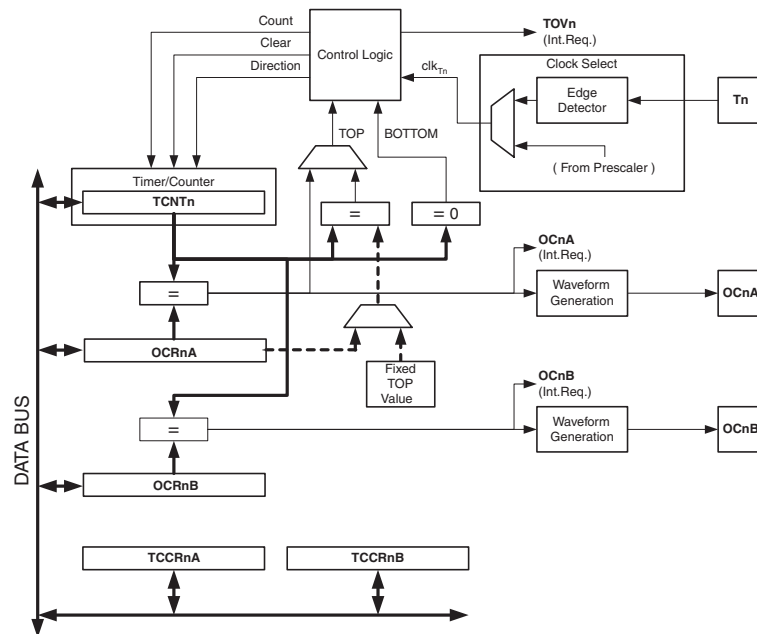 Count
Clear
Direction
Control Logic
TOVn
(Int.Req.)
clkTn
Clock Select
Edge
Detector
Tn
( From Prescaler )
TOP
BOTTOM
Timer/Counter
TCNTn
=
= 0
OCnA
(Int.Req.)
=
Waveform
Generation
OCnA
OCRnA
Fixed
TOP
Value
OCnB
(Int.Req.)
=
Waveform
Generation
OCnB
OCRnB
DATA BUS
TCCRnA
TCCRnB